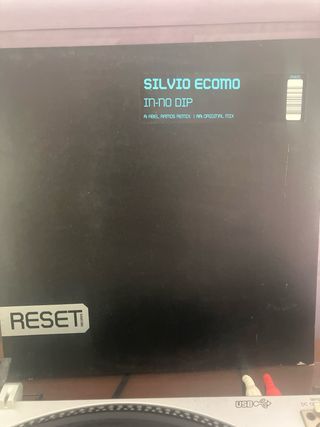 SILVIO ECOMO
IN-NO DIP
A: ABEL RAMOS REMIX | AA: ORIGINAL MIX
RESET
USB